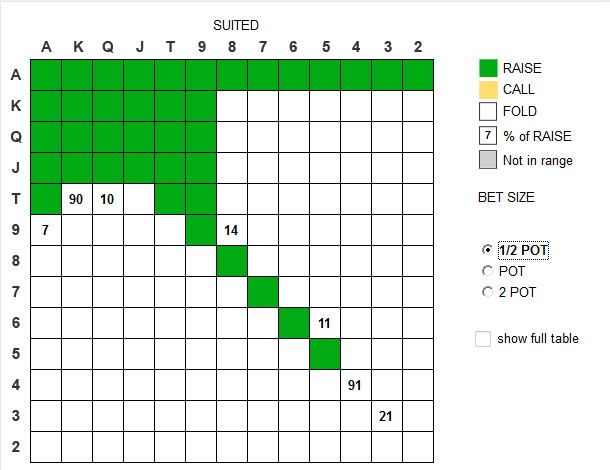 SUITED
A K Q J T 9 8 7 6 5 4 3 2
A
K
Q
J
T 90 10
9 7 14
8
7
6 11
5
4 91
3 21
2
RAISE
CALL
FOLD
7 % of RAISE
Not in range
BET SIZE
1/2 POT
POT
2 POT
show full table